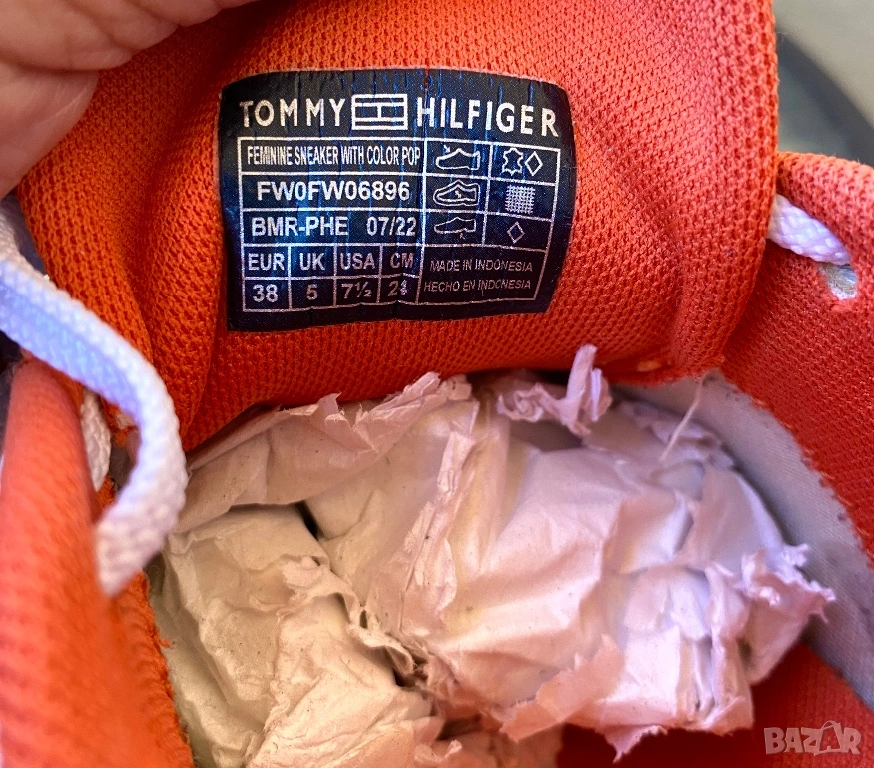 TOMMY HILFIGER
FEMININE SNEAKER WITH COLOR POP
FW0FW06896
BMR-PHE 07/22
EUR UK USA CM
38 5 7½
MADE IN INDONESIA
HECHO EN INDONESIA
BAZAR